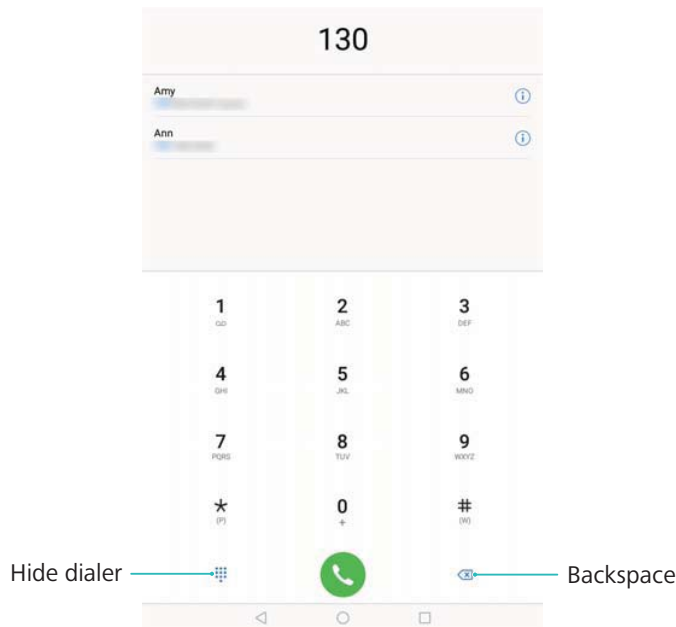 130
Amy
Ann
1 2 3
ABC DEF
4 5 6
GHI JKL MNO
7 8 9
PQRS TUV WXYZ
* 0 #
(P) + (W)
Hide dialer Backspace